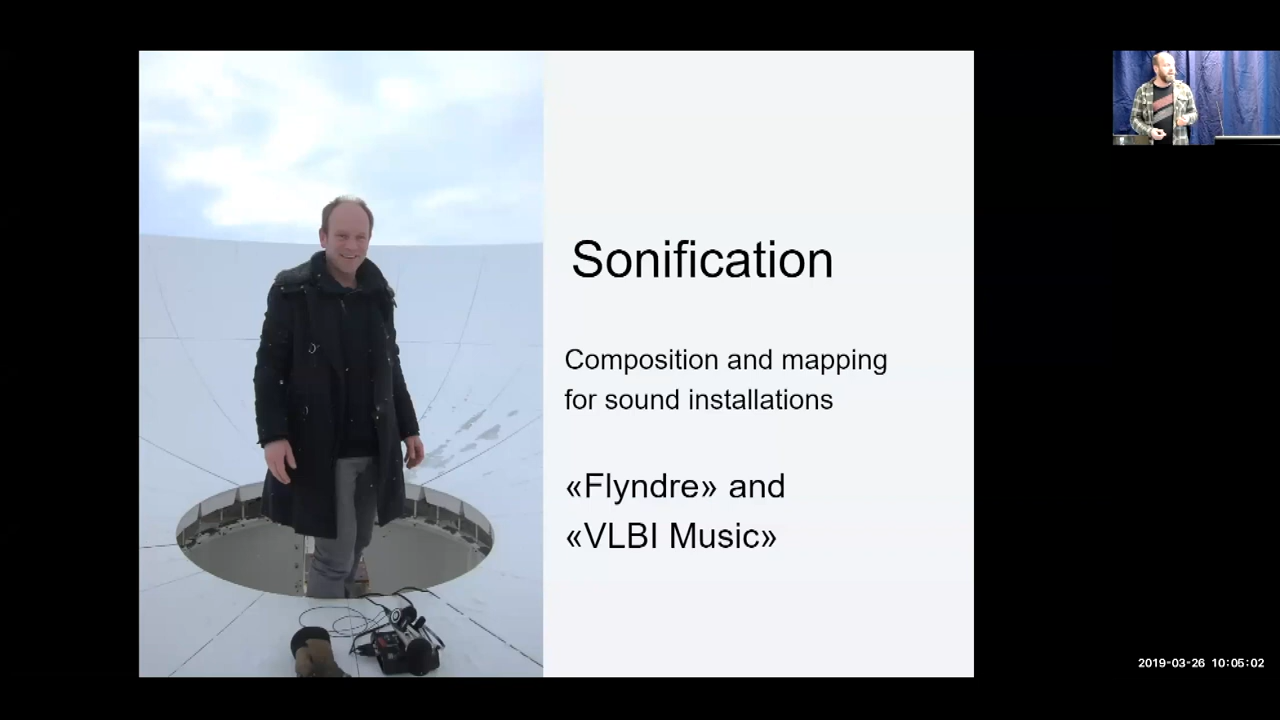 Sonification
Composition and mapping
for sound installations
«Flyndre» and
«VLBI Music»
2019-03-26 10:05:02